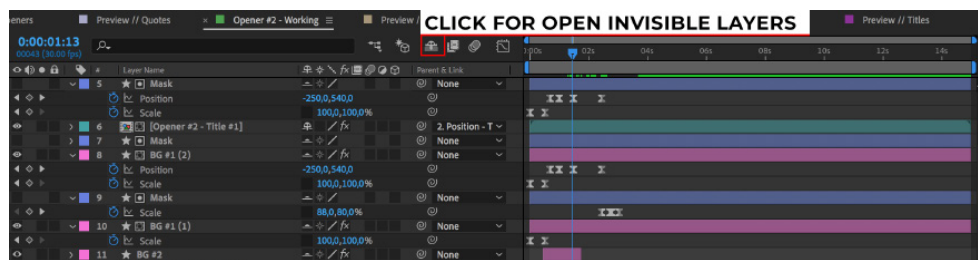 eners Preview // Quotes × Opener #2 - Working Preview / CLICK FOR OPEN INVISIBLE LAYERS Preview // Titles
0:00:01:13
00043 (30.00 fps)
:00s 02s 04s 06s 08s 10s 12s 14s
# Layer Name Parent & Link
5 Mask None
Position -250,0,540,0
Scale 100,0,100,0%
6 [Opener #2 - Title #1] 2. Position - T
7 Mask None
8 BG #1 (2) None
Position -250,0,540,0
Scale 100,0,100,0%
9 Mask None
Scale 88,0,80,0%
10 BG #1 (1) None
Scale 100,0,100,0%
11 BG #2 None